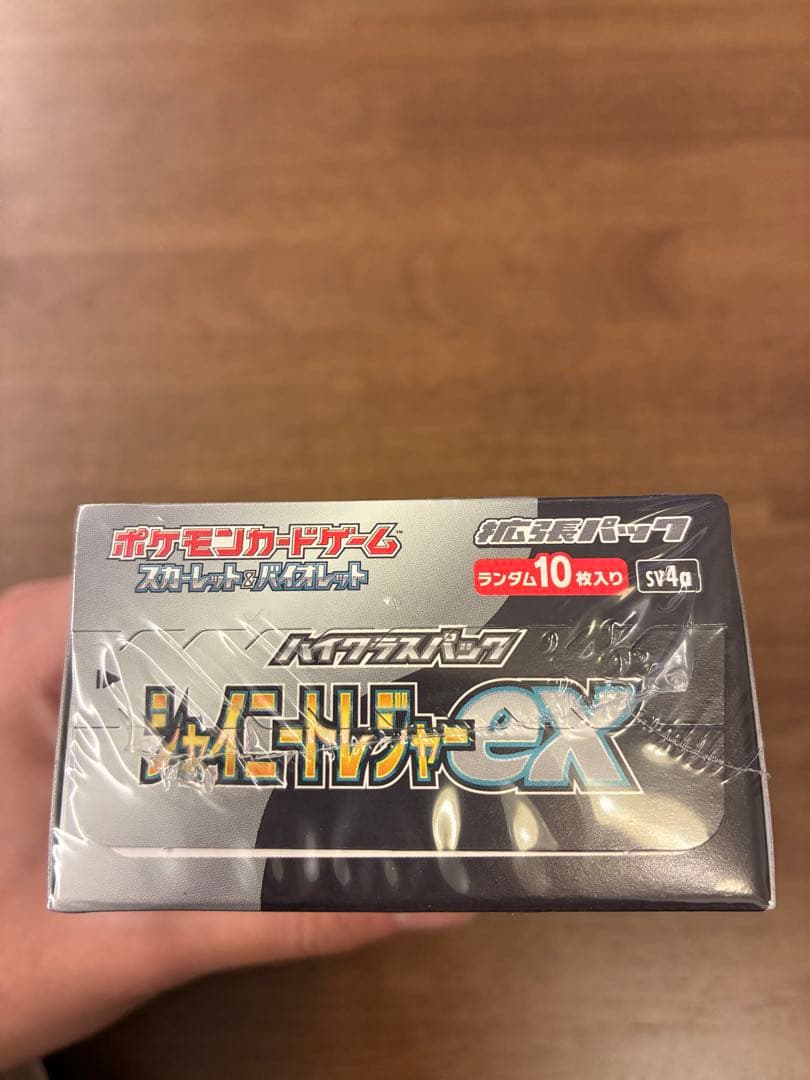 ポケモンカードゲーム™
スカーレット&バイオレット
拡張パック
ランダム10枚入り
SV4a
ハイクラスパック
シャイニートレジャーex